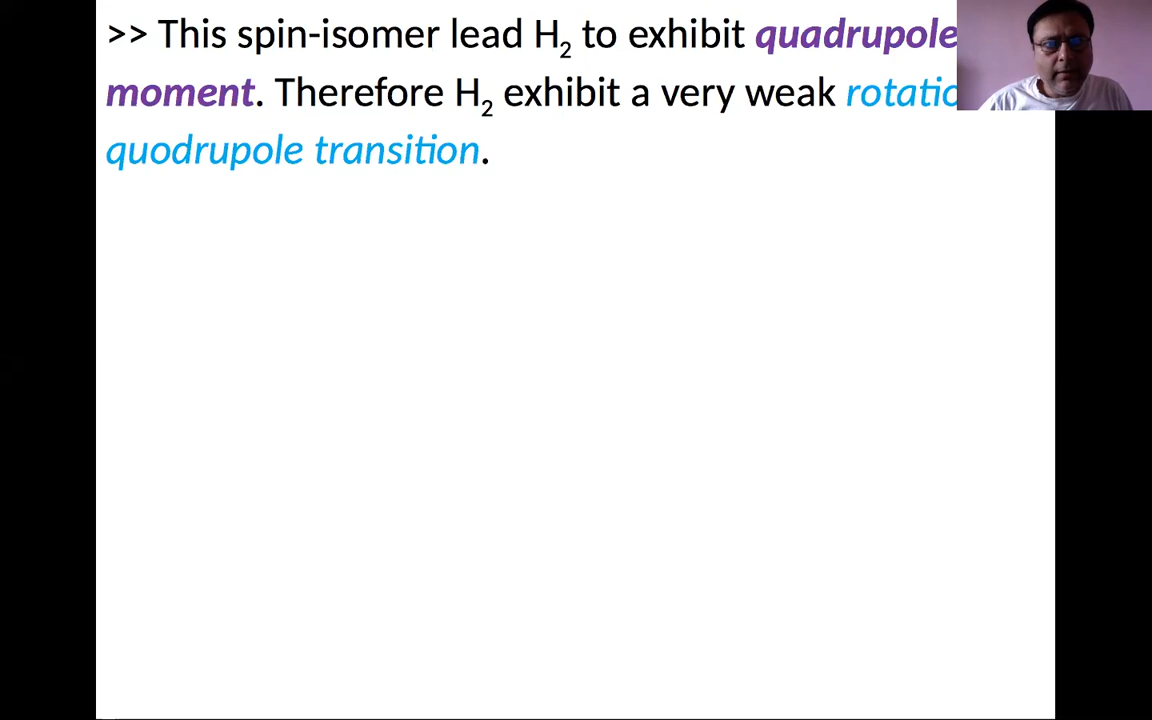 >> This spin-isomer lead H₂ to exhibit quadrupole
moment. Therefore H₂ exhibit a very weak
quodrupole transition.